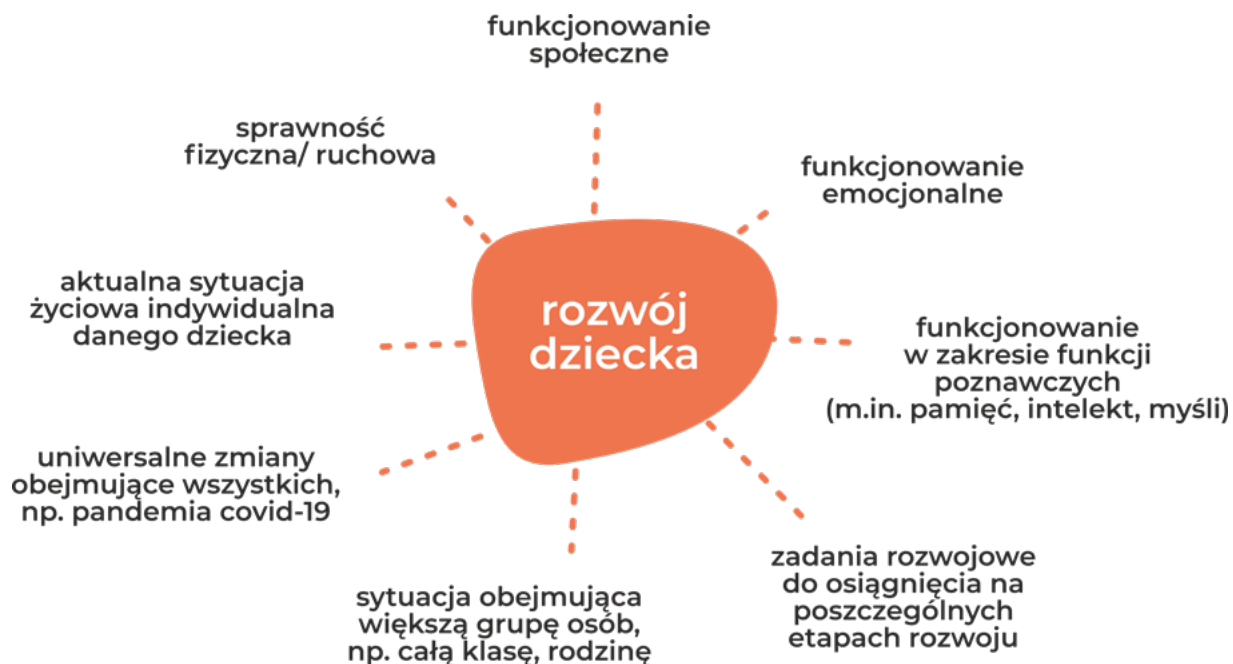 funkcjonowanie
społeczne
sprawność
fizyczna/ ruchowa
funkcjonowanie
emocjonalne
aktualna sytuacja
życiowa indywidualna
danego dziecka
rozwój
dziecka
funkcjonowanie
w zakresie funkcji
poznawczych
(m.in. pamięć, intelekt, myśli)
uniwersalne zmiany
obejmujące wszystkich,
np. pandemia covid-19
sytuacja obejmująca
większą grupę osób,
np. całą klasę, rodzinę
zadania rozwojowe
do osiągnięcia na
poszczególnych
etapach rozwoju